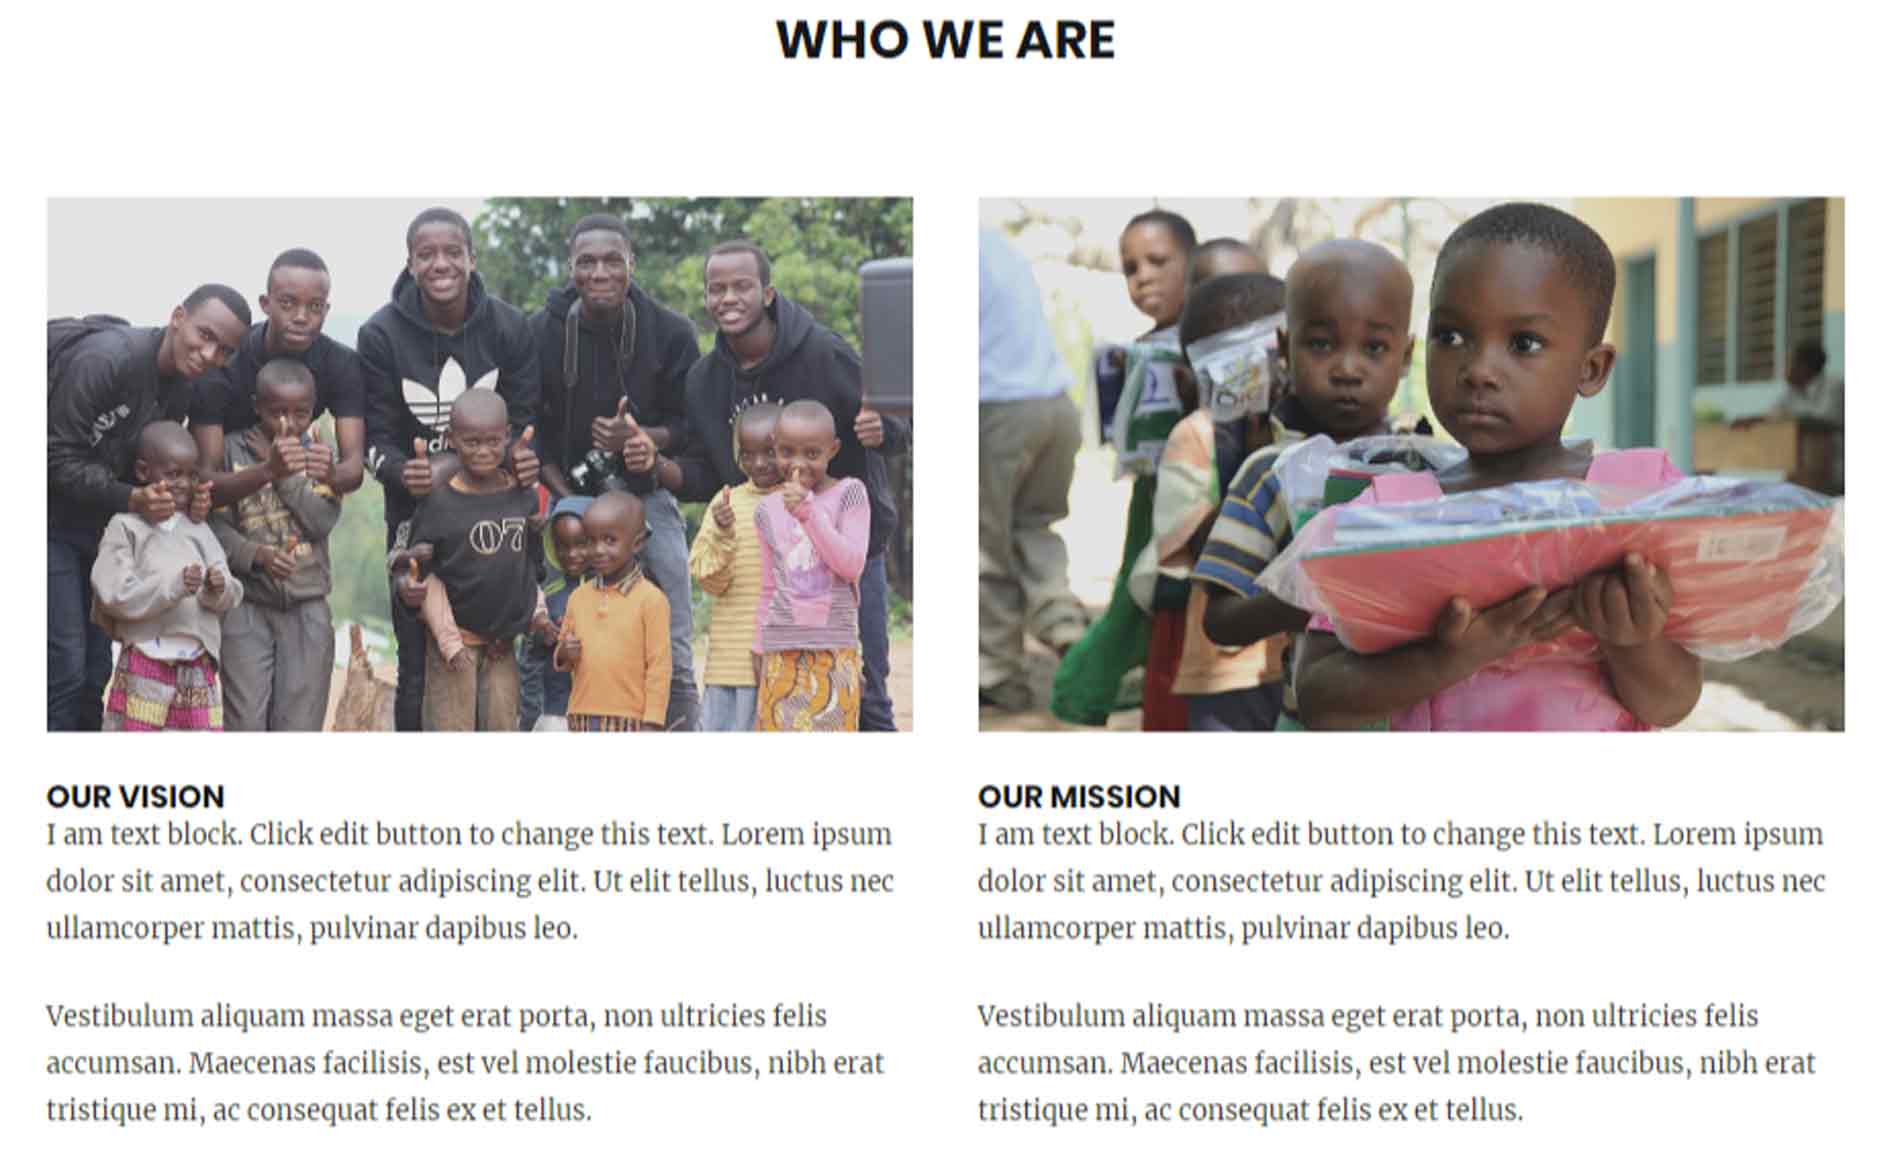 WHO WE ARE
07
OUR VISION
I am text block. Click edit button to change this text. Lorem ipsum
dolor sit amet, consectetur adipiscing elit. Ut elit tellus, luctus nec
ullamcorper mattis, pulvinar dapibus leo.
Vestibulum aliquam massa eget erat porta, non ultricies felis
accumsan. Maecenas facilisis, est vel molestie faucibus, nibh erat
tristique mi, ac consequat felis ex et tellus.
OUR MISSION
I am text block. Click edit button to change this text. Lorem ipsum
dolor sit amet, consectetur adipiscing elit. Ut elit tellus, luctus nec
ullamcorper mattis, pulvinar dapibus leo.
Vestibulum aliquam massa eget erat porta, non ultricies felis
accumsan. Maecenas facilisis, est vel molestie faucibus, nibh erat
tristique mi, ac consequat felis ex et tellus.